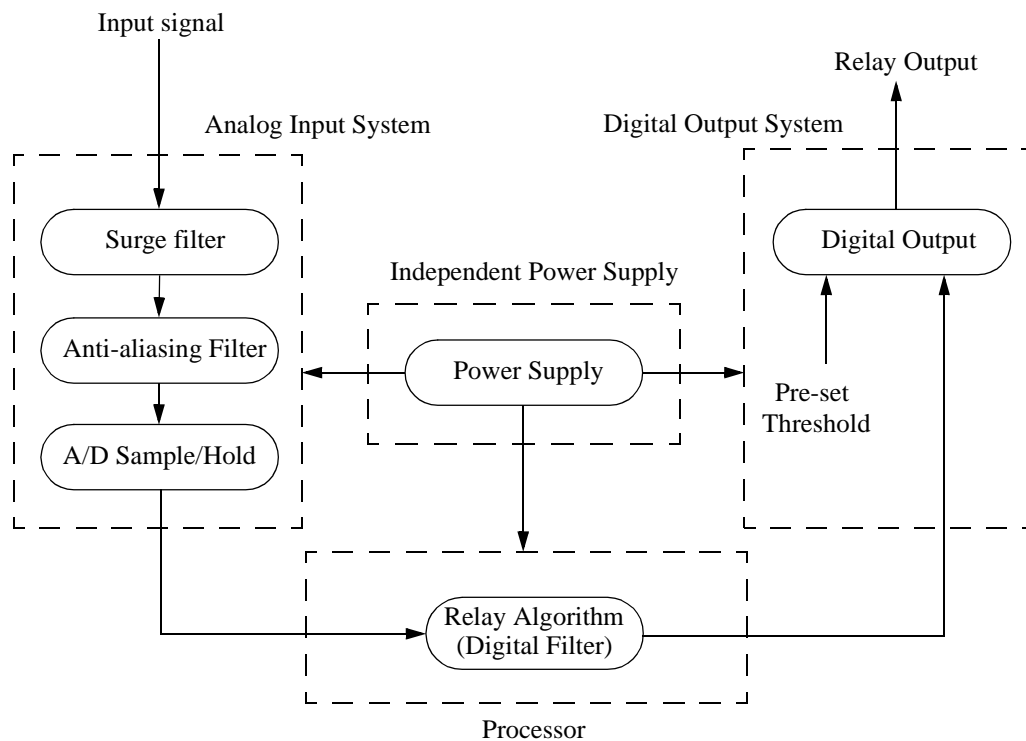 Input signal
Relay Output
Analog Input System
Digital Output System
Surge filter
Digital Output
Independent Power Supply
Anti-aliasing Filter
Power Supply
Pre-set
Threshold
A/D Sample/Hold
Relay Algorithm
(Digital Filter)
Processor